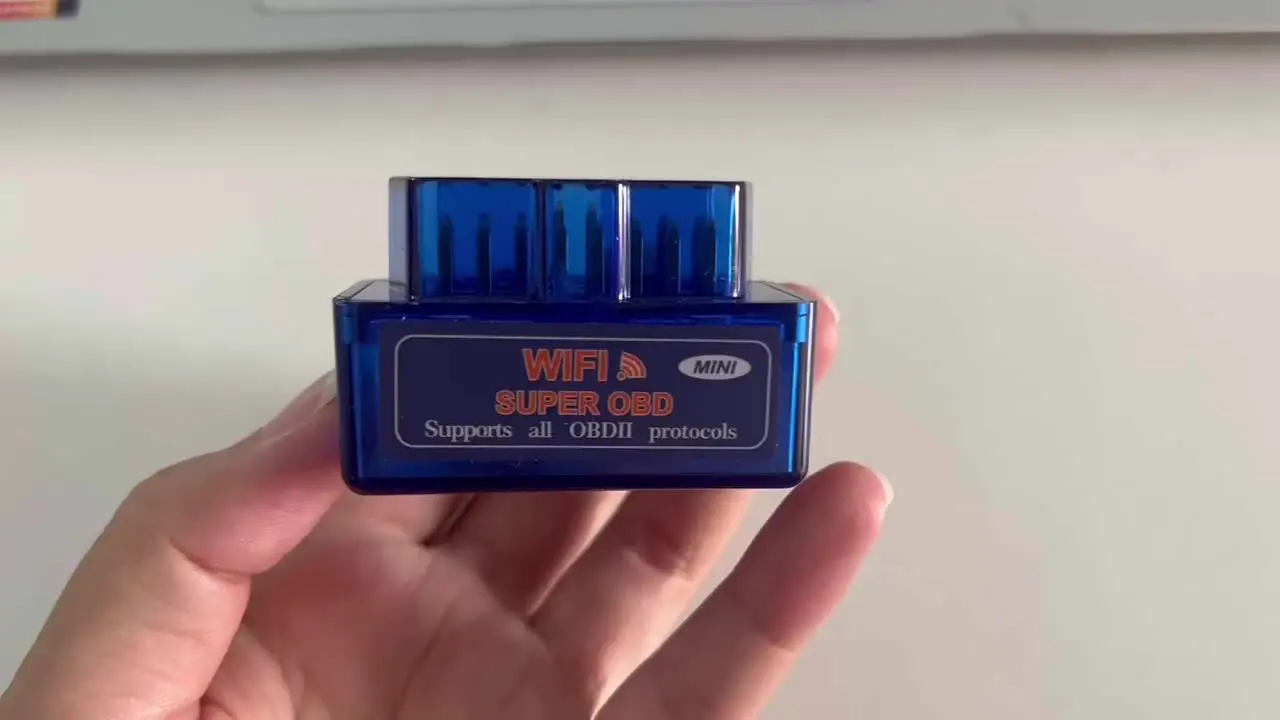 WIFI
MINI
SUPER OBD
Supports all OBDII protocols